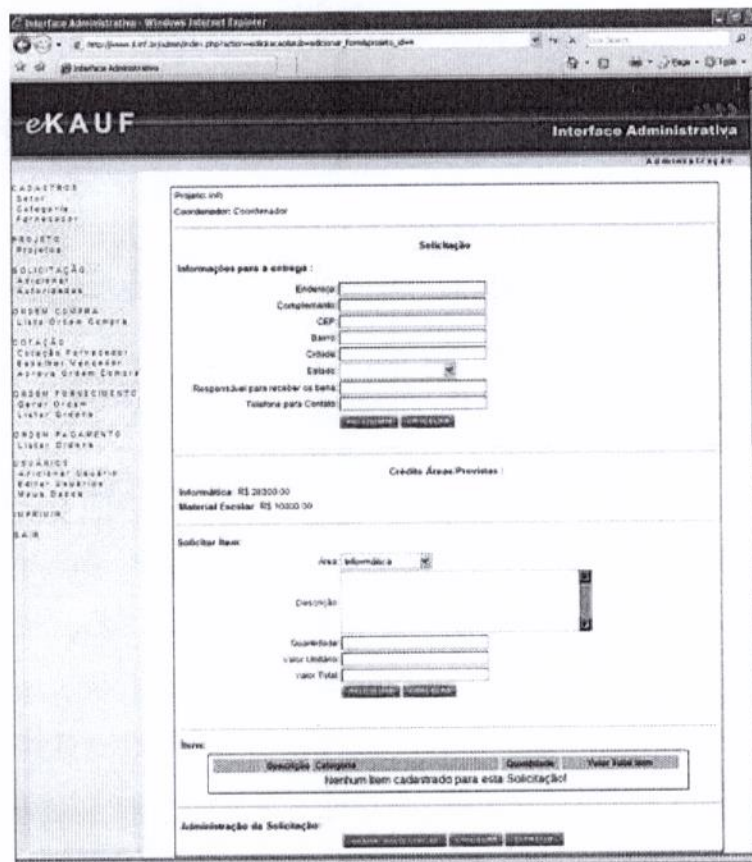 Interface Administrativa - Windows Internet Explorer
Interface Administrativa
eKAUF
Interface Administrativa
Administração
CADASTROS
Setor
Categoria
Fornecedor
PROJETO
Projetos
SOLICITAÇÃO
Adicionar
Autorizadas
ORDEM COMPRA
Lista Ordem Compra
COTAÇÃO
Cotação Fornecedor
Escolher Vencedor
Aprova Ordem Compra
ORDEM FORNECIMENTO
Gerar Ordem
Listar Ordens
ORDEM PAGAMENTO
Listar Ordens
USUÁRIOS
Adicionar Usuário
Editar Usuários
Meus Dados
IMPRIMIR
SAIR
Projeto:
Coordenador: Coordenador
Solicitação
Informações para a entrega :
Endereço:
Complemento:
CEP:
Bairro:
Cidade:
Estado:
Responsável para receber os bens:
Telefone para Contato:
Crédito Áreas Previstas :
Informática: R$
Material Escolar: R$
Solicitar Item:
Área: Informática
Descrição:
Quantidade:
Valor Unitário:
Valor Total:
Itens:
Descrição Categoria Quantidade Valor Total Item
Nenhum item cadastrado para esta Solicitação!
Administração da Solicitação: